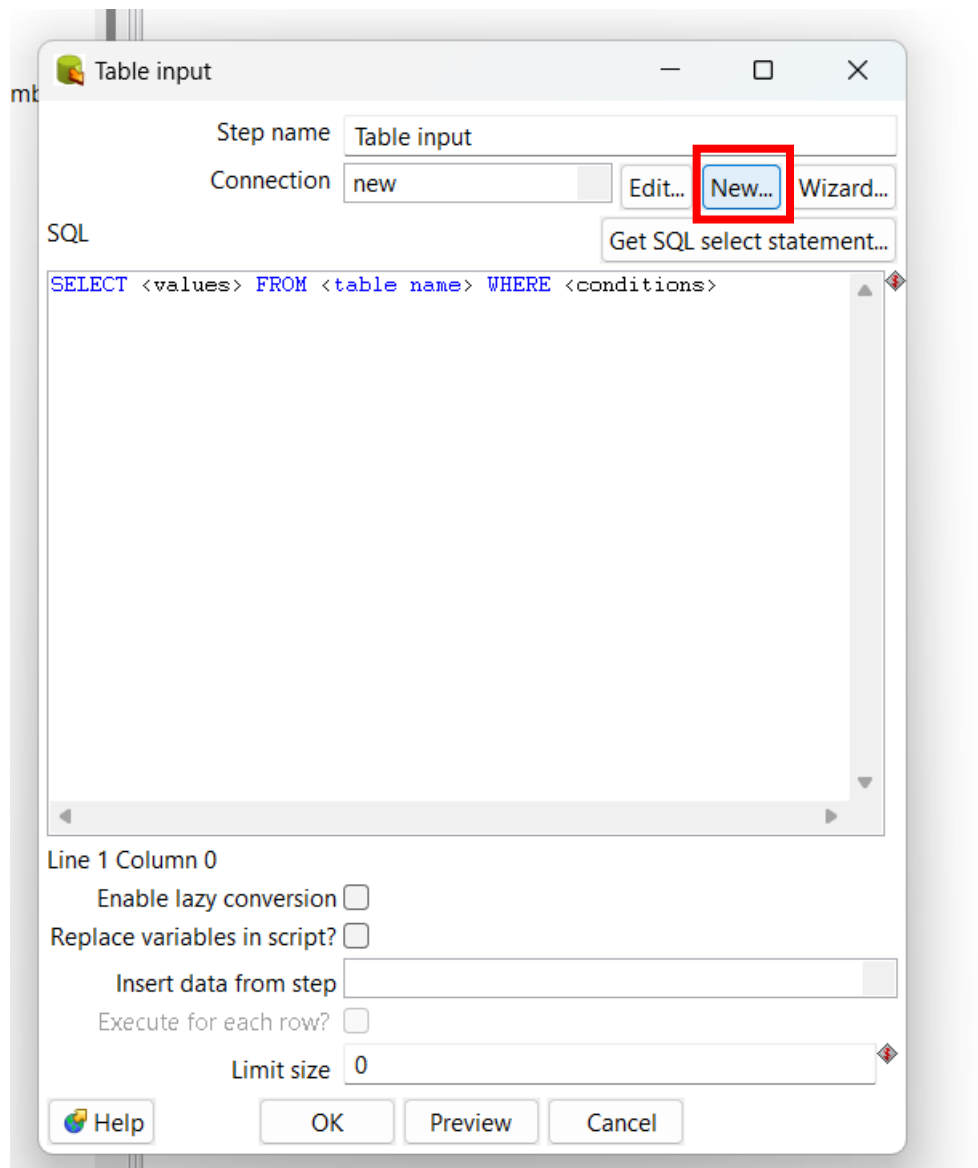 Table input
mb
Step name Table input
Connection new Edit... New... Wizard...
SQL Get SQL select statement...
SELECT <values> FROM <table name> WHERE <conditions>
Line 1 Column 0
Enable lazy conversion
Replace variables in script?
Insert data from step
Execute for each row?
Limit size 0
Help OK Preview Cancel